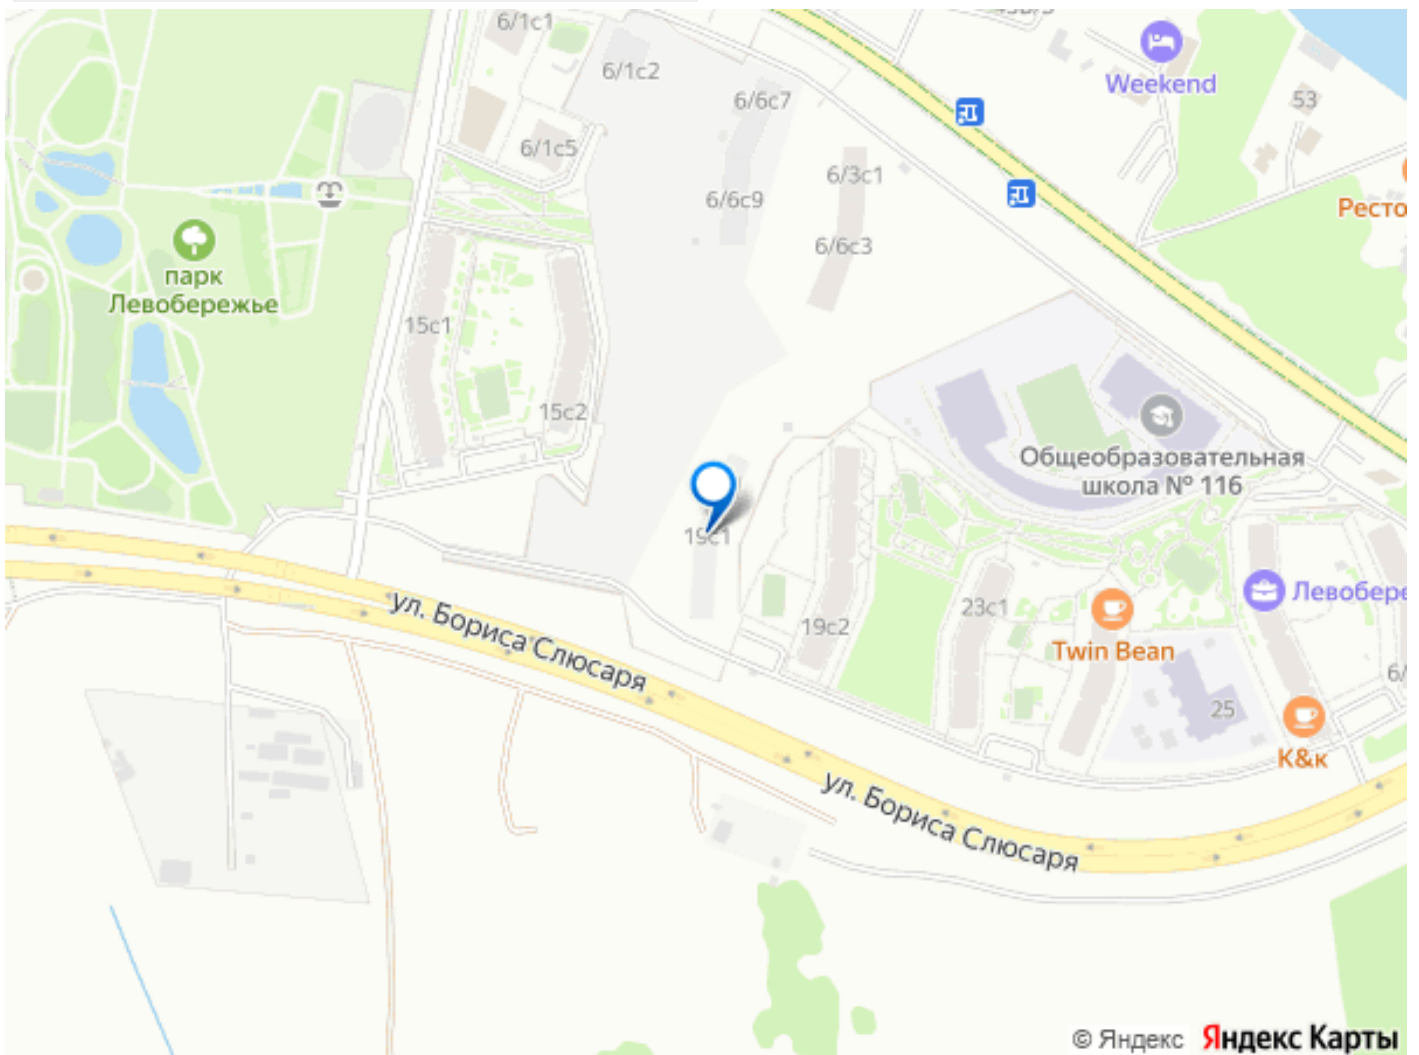 6/1с1
6/1с2
6/6с7
Weekend
53
6/1с5
6/3с1
6/6с9
Ресто
6/6с3
парк
Левобережье
15с1
15с2
Общеобразовательная
школа № 116
19с1
ул. Бориса Слюсаря
19с2
23с1
Левобере
Twin Bean
6/
25
К&к
ул. Бориса Слюсаря
© Яндекс Яндекс Карты